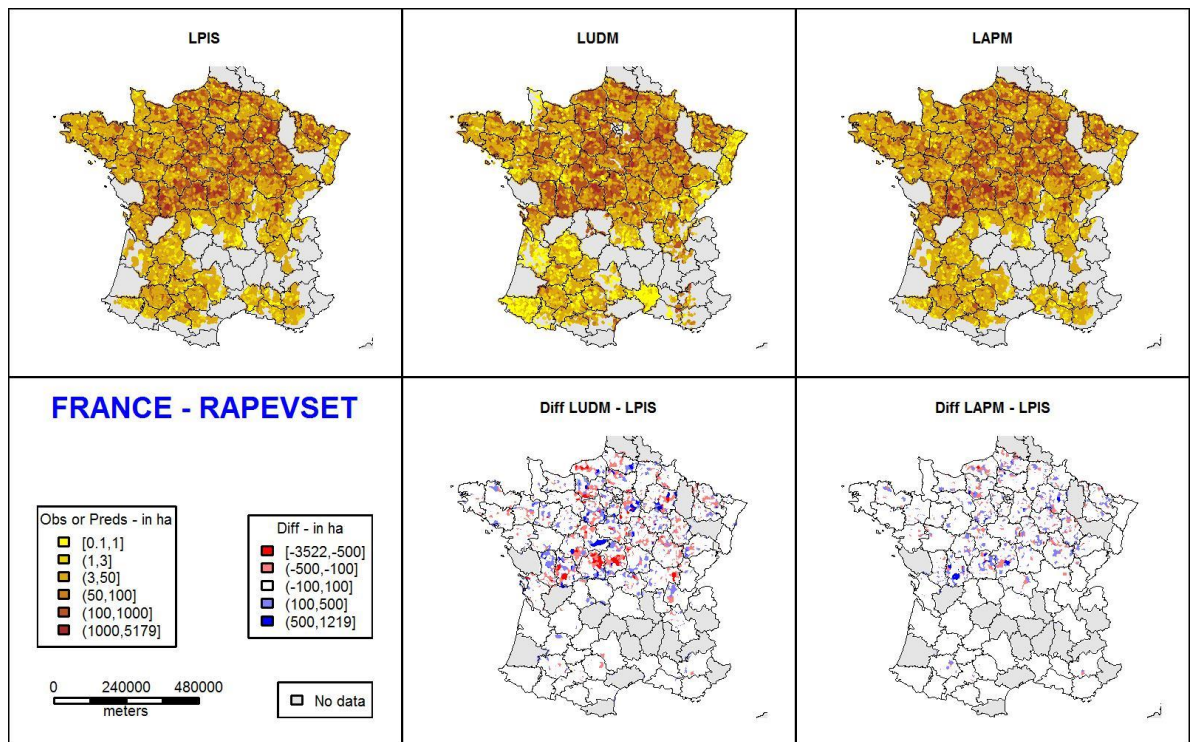 LPIS
LUDM
LAPM
FRANCE - RAPEVSET
Obs or Preds - in ha
[0.1,1]
(1,3]
(3,50]
(50,100]
(100,1000]
(1000,5179]
Diff - in ha
[-3522,-500]
(-500,-100]
(-100,100]
(100,500]
(500,1219]
0 240000 480000
meters
No data
Diff LUDM - LPIS
Diff LAPM - LPIS